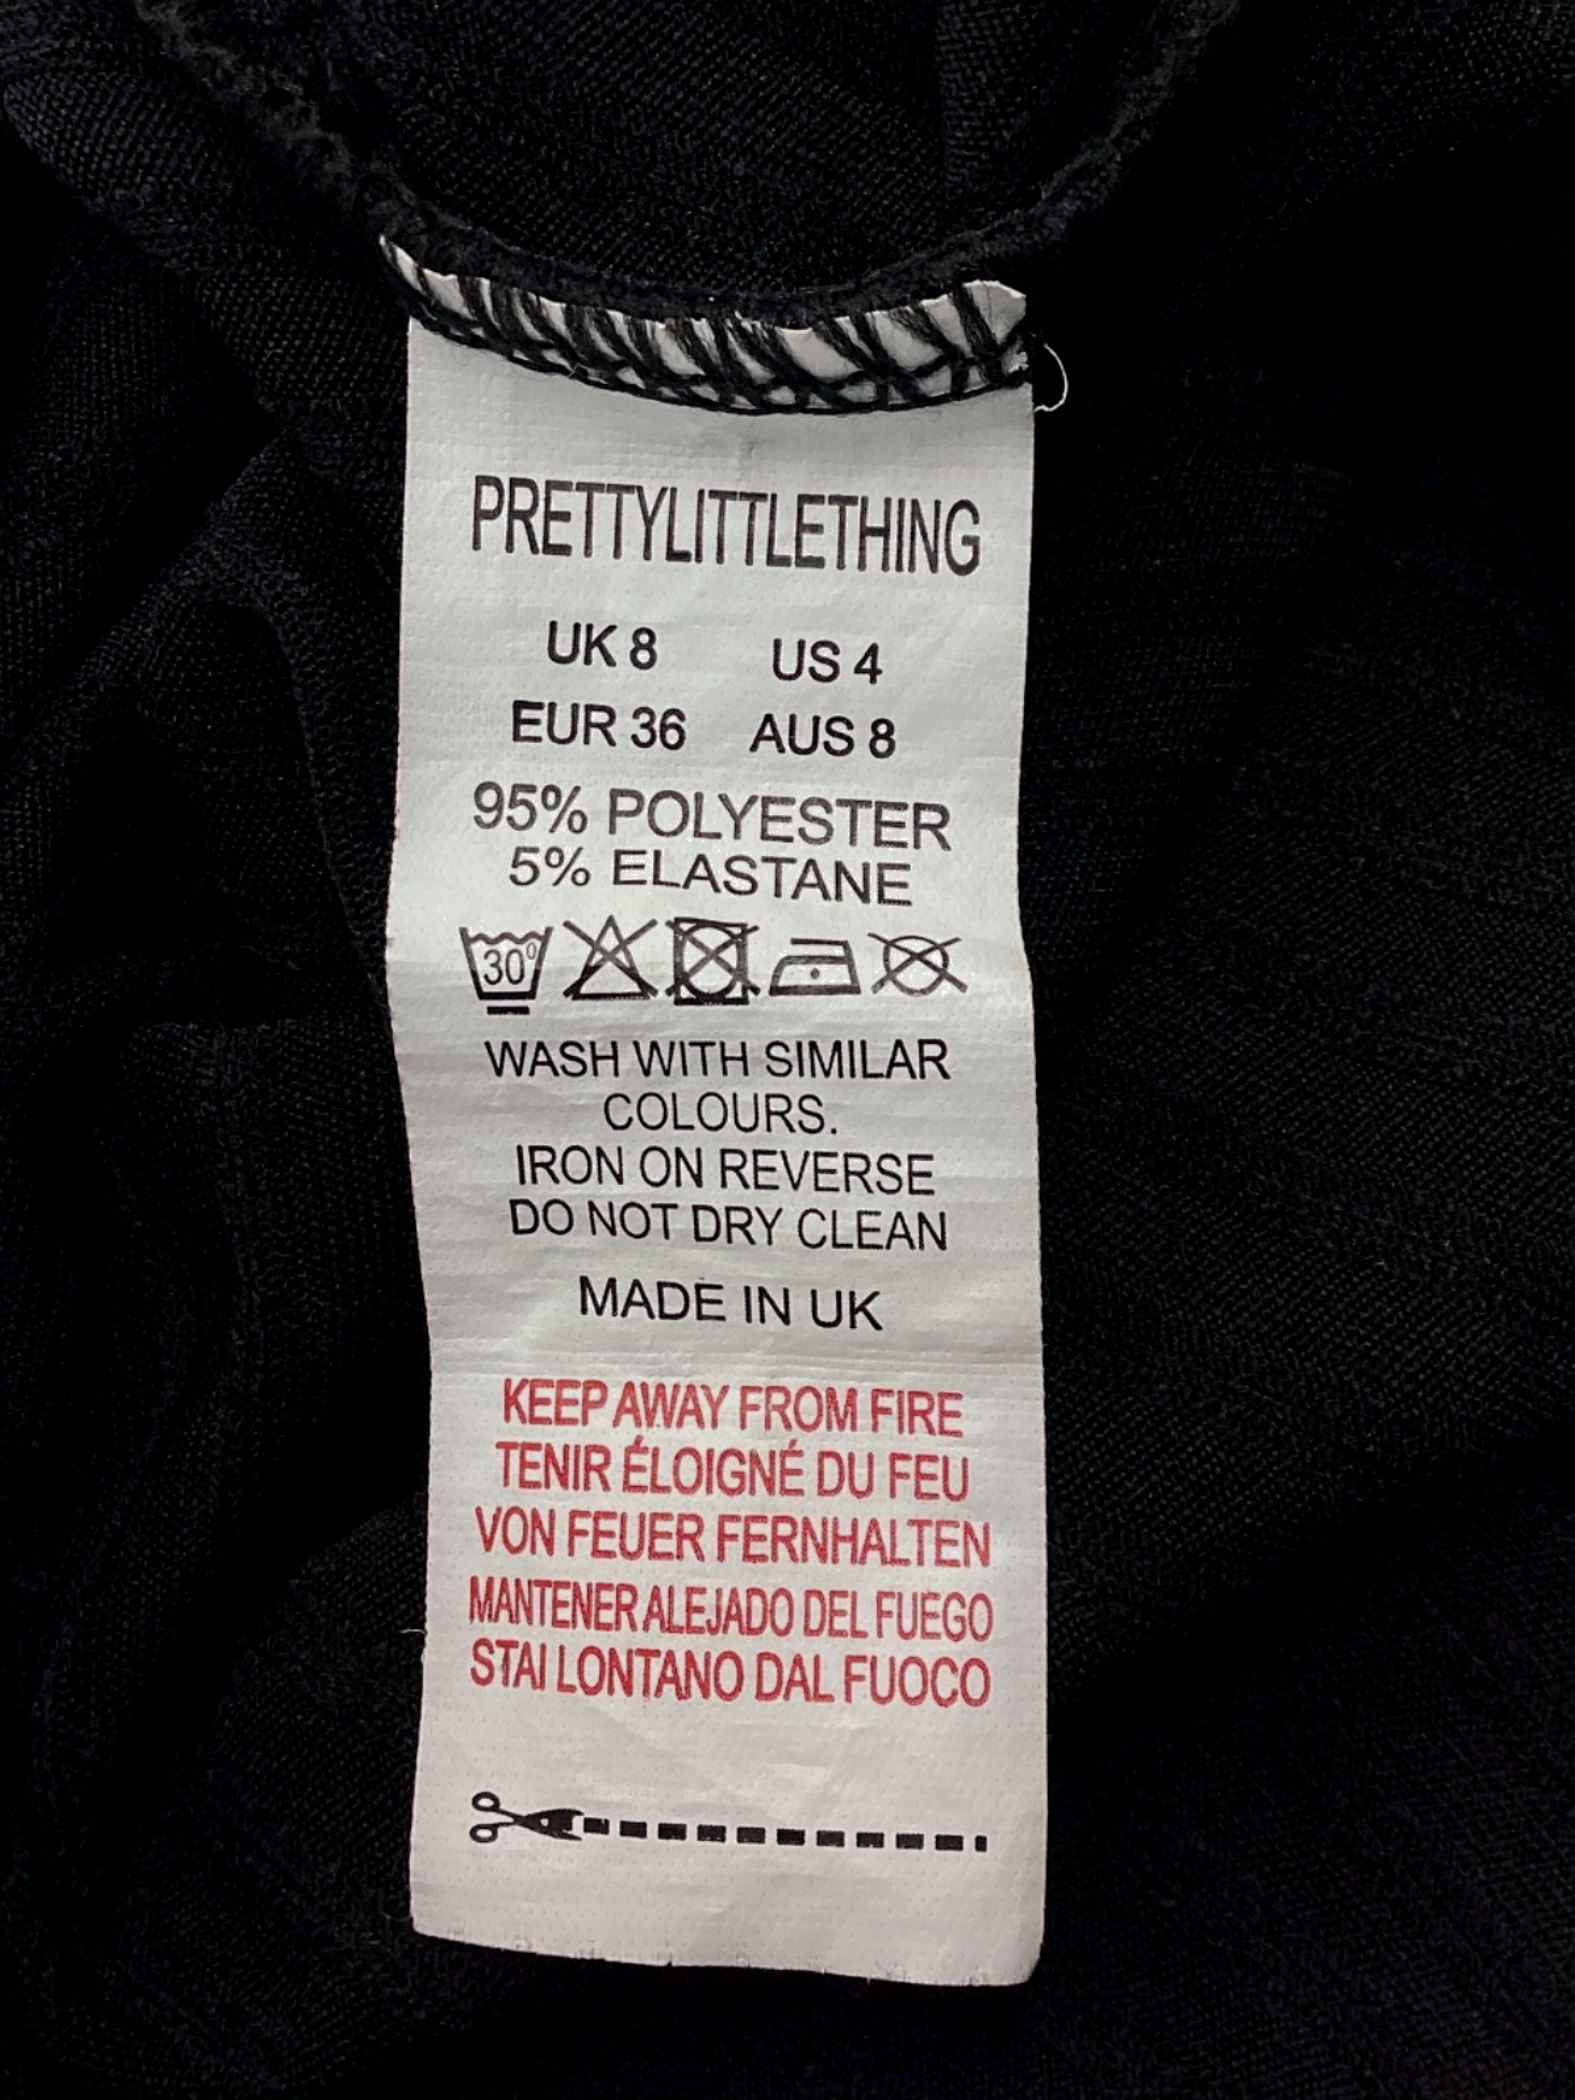 PRETTYLITTLETHING
UK 8 US 4
EUR 36 AUS 8
95% POLYESTER
5% ELASTANE
30°
WASH WITH SIMILAR
COLOURS.
IRON ON REVERSE
DO NOT DRY CLEAN
MADE IN UK
KEEP AWAY FROM FIRE
TENIR ÉLOIGNÉ DU FEU
VON FEUER FERNHALTEN
MANTENER ALEJADO DEL FUEGO
STAI LONTANO DAL FUOCO